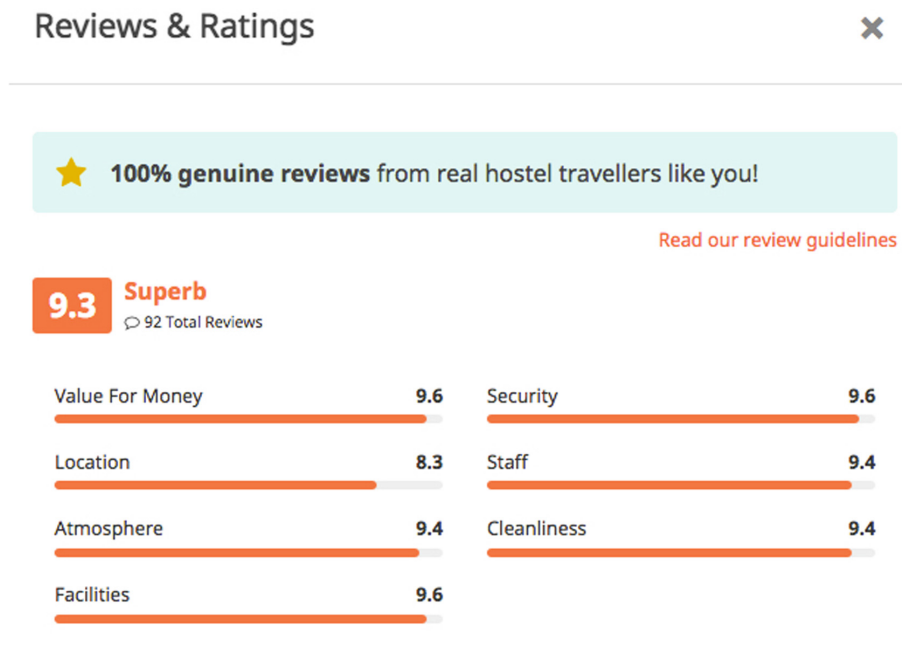 Reviews & Ratings
100% genuine reviews from real hostel travellers like you!
Read our review guidelines
9.3 Superb
92 Total Reviews
Value For Money 9.6
Security 9.6
Location 8.3
Staff 9.4
Atmosphere 9.4
Cleanliness 9.4
Facilities 9.6